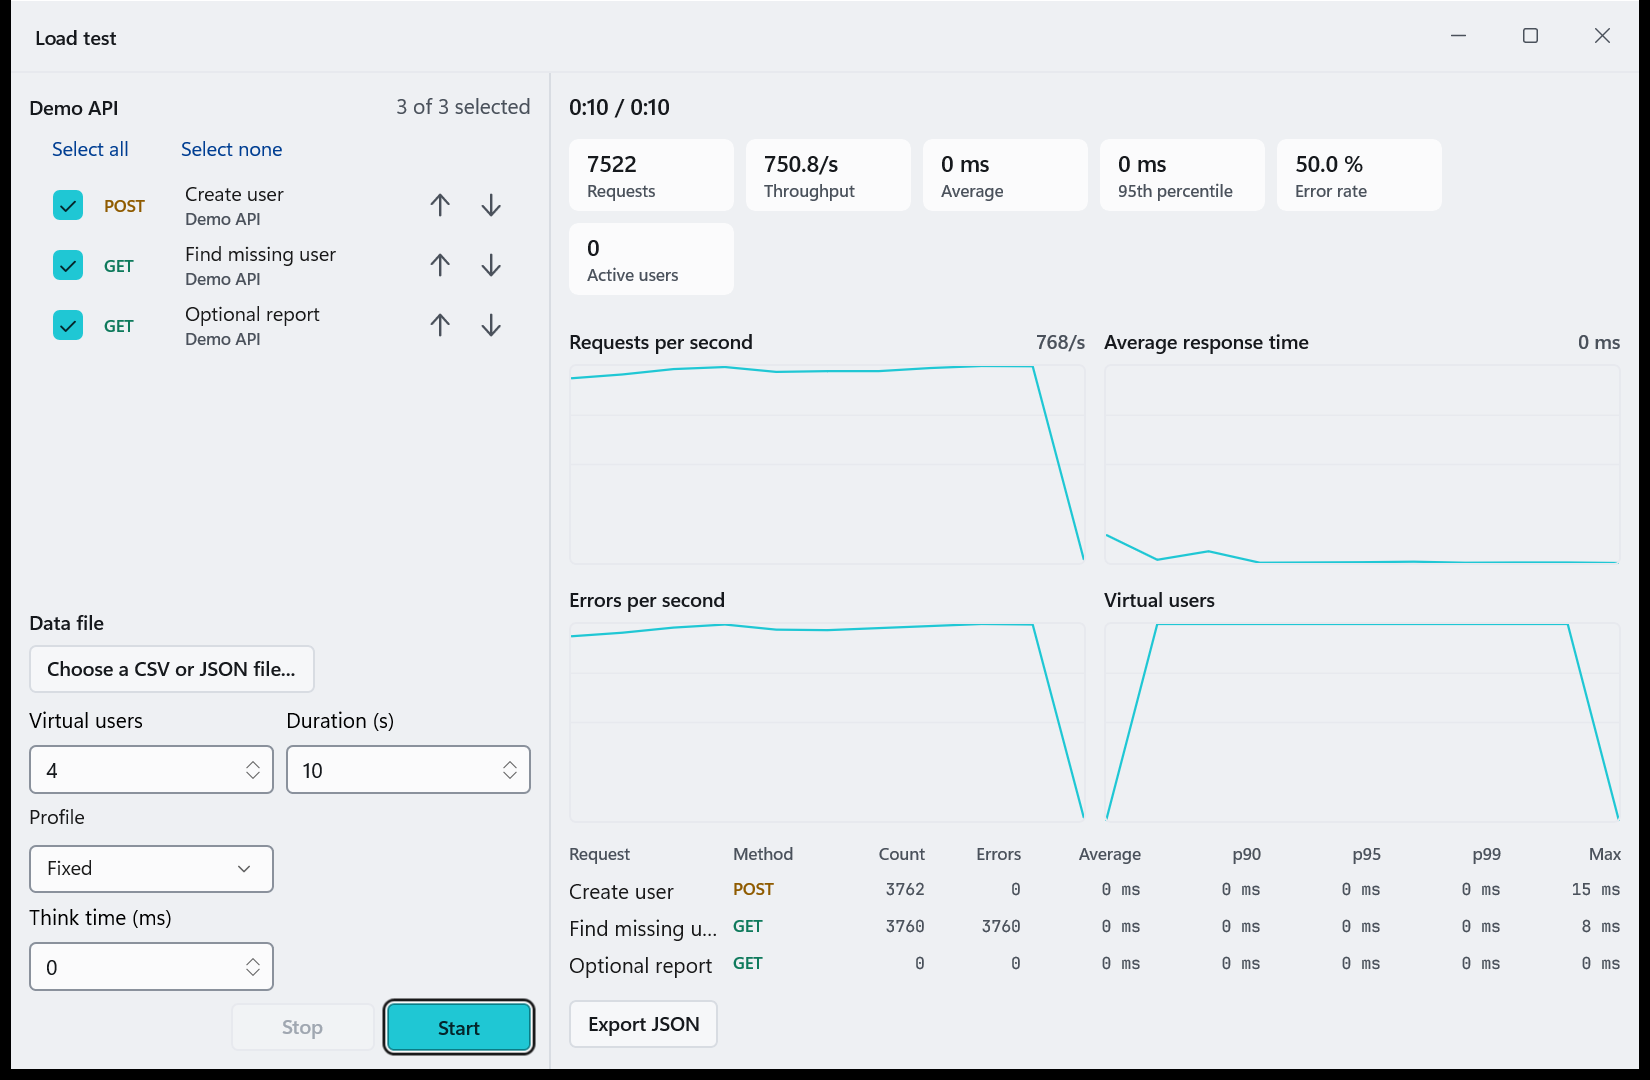 Load test
Demo API
3 of 3 selected
Select all
Select none
POST
Create user
Demo API
GET
Find missing user
Demo API
GET
Optional report
Demo API
Data file
Choose a CSV or JSON file...
Virtual users
Duration (s)
4
10
Profile
Fixed
Think time (ms)
0
Stop
Start
0:10 / 0:10
7522
Requests
750.8/s
Throughput
0 ms
Average
0 ms
95th percentile
50.0 %
Error rate
0
Active users
Requests per second
768/s
Average response time
0 ms
Errors per second
Virtual users
Request Method Count Errors Average p90 p95 p99 Max
Create user POST 3762 0 0 ms 0 ms 0 ms 0 ms 15 ms
Find missing u... GET 3760 3760 0 ms 0 ms 0 ms 0 ms 8 ms
Optional report GET 0 0 0 ms 0 ms 0 ms 0 ms 0 ms
Export JSON